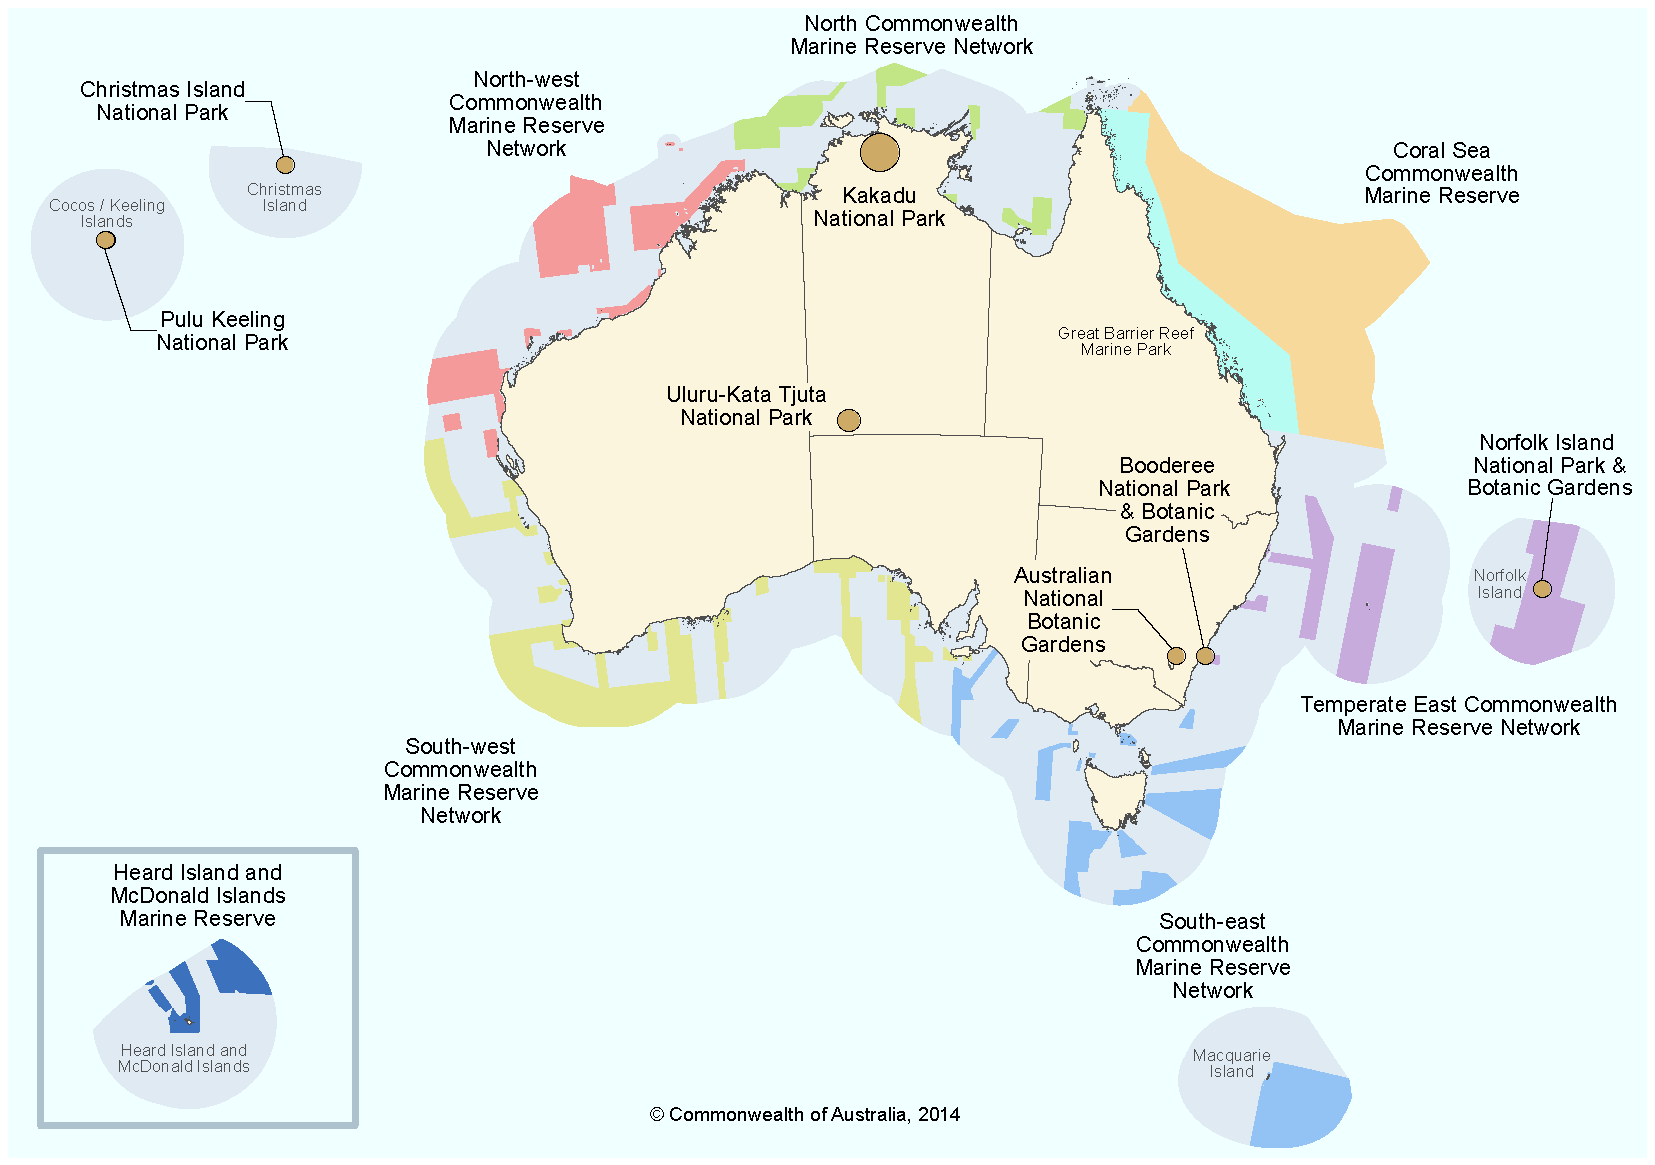 North Commonwealth
Marine Reserve Network
North-west
Commonwealth
Marine Reserve
Network
Christmas Island
National Park
Christmas
Island
Cocos / Keeling
Islands
Pulu Keeling
National Park
Kakadu
National Park
Coral Sea
Commonwealth
Marine Reserve
Great Barrier Reef
Marine Park
Uluru-Kata Tjuta
National Park
Booderee
National Park
& Botanic
Gardens
Norfolk Island
National Park &
Botanic Gardens
Norfolk
Island
Australian
National
Botanic
Gardens
Temperate East Commonwealth
Marine Reserve Network
South-west
Commonwealth
Marine Reserve
Network
Heard Island and
McDonald Islands
Marine Reserve
Heard Island and
McDonald Islands
South-east
Commonwealth
Marine Reserve
Network
Macquarie
Island
© Commonwealth of Australia, 2014